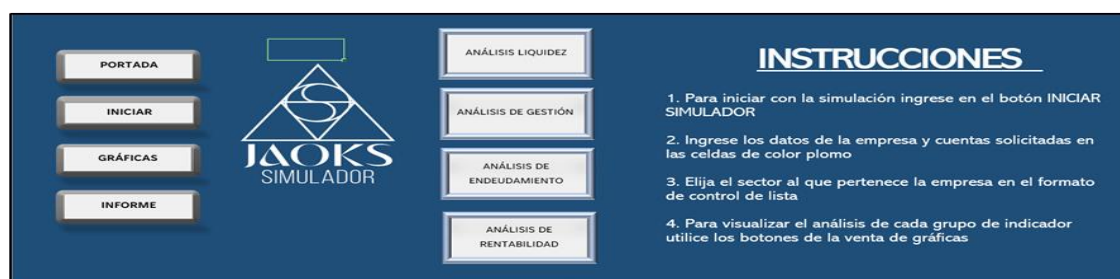 PORTADA
INICIAR
GRÁFICAS
INFORME
JAOKS
SIMULADOR
ANÁLISIS LIQUIDEZ
ANÁLISIS DE GESTIÓN
ANÁLISIS DE
ENDEUDAMIENTO
ANÁLISIS DE
RENTABILIDAD
INSTRUCCIONES
1. Para iniciar con la simulación ingrese en el botón INICIAR
SIMULADOR
2. Ingrese los datos de la empresa y cuentas solicitadas en
las celdas de color plomo
3. Elija el sector al que pertenece la empresa en el formato
de control de lista
4. Para visualizar el análisis de cada grupo de indicador
utilice los botones de la venta de gráficas